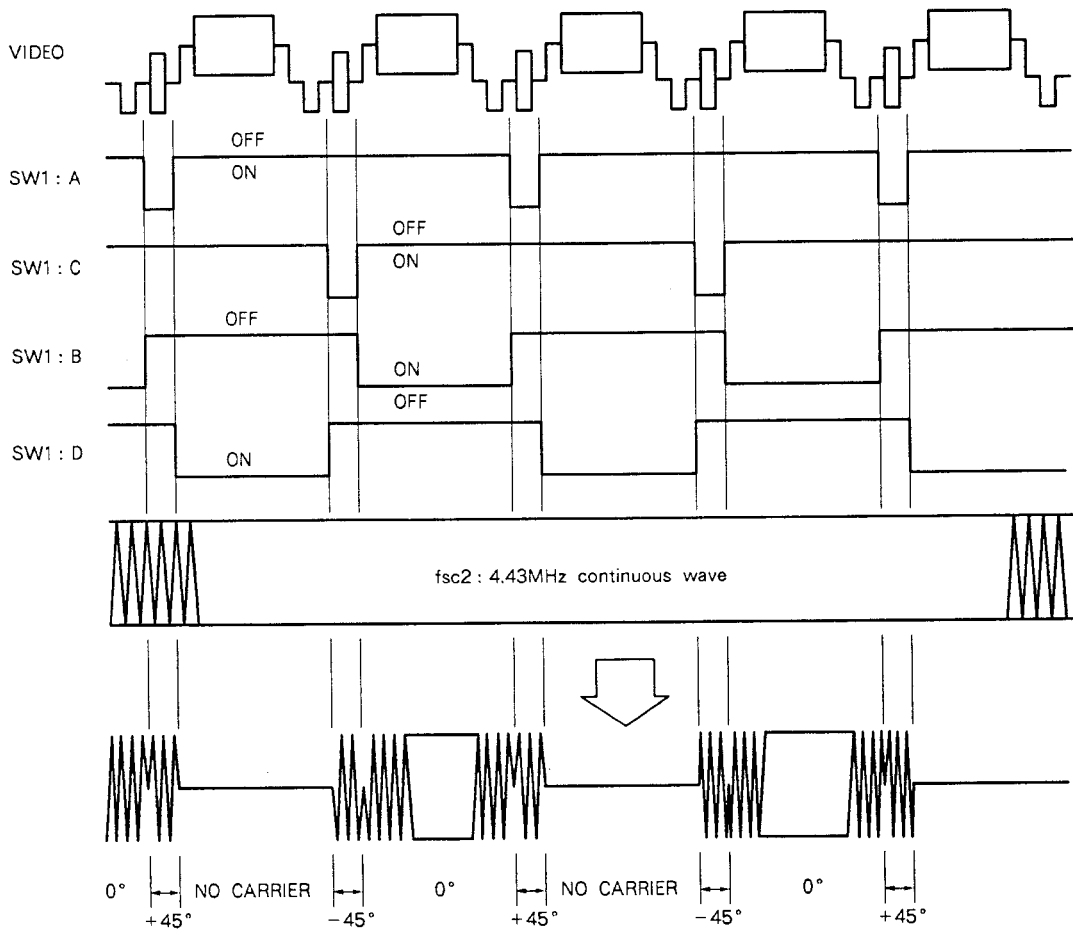 VIDEO
OFF
SW1 : A
ON
OFF
SW1 : C
ON
OFF
SW1 : B
ON
OFF
SW1 : D
ON
fsc2 : 4.43MHz continuous wave
0° NO CARRIER 0° NO CARRIER 0°
+45° −45° +45° −45° +45°